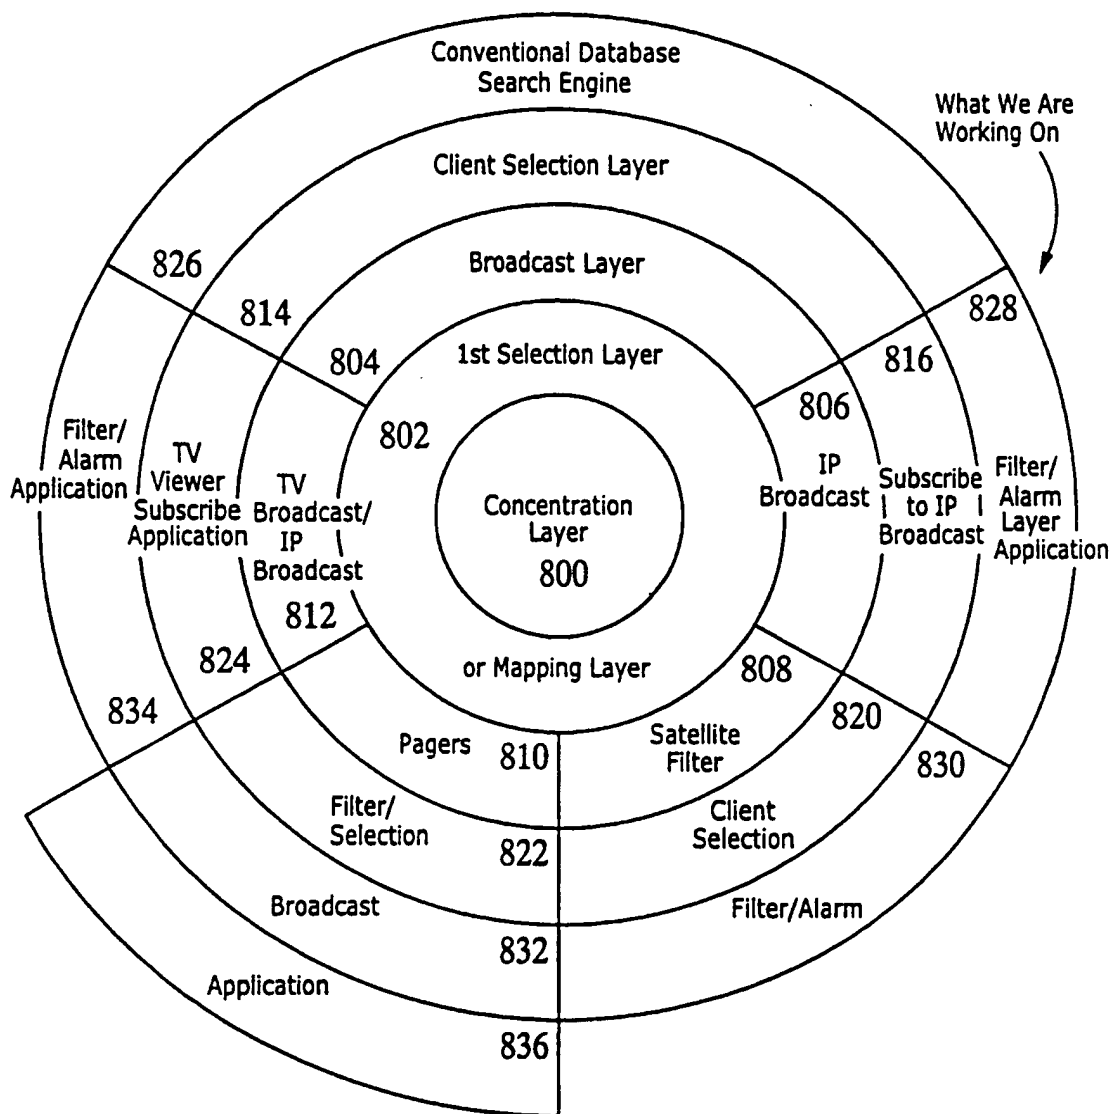 Conventional Database
Search Engine
What We Are
Working On
Client Selection Layer
826
Broadcast Layer
828
814
816
804
1st Selection Layer
806
802
Filter/
Alarm
Application
TV
Viewer
Subscribe
Application
TV
Broadcast/
IP
Broadcast
Concentration
Layer
800
IP
Broadcast
Subscribe
to IP
Broadcast
Filter/
Alarm
Layer
Application
812
824
834
or Mapping Layer
808
820
830
Pagers
810
Satellite
Filter
Filter/
Selection
822
Client
Selection
Broadcast
832
Filter/Alarm
Application
836